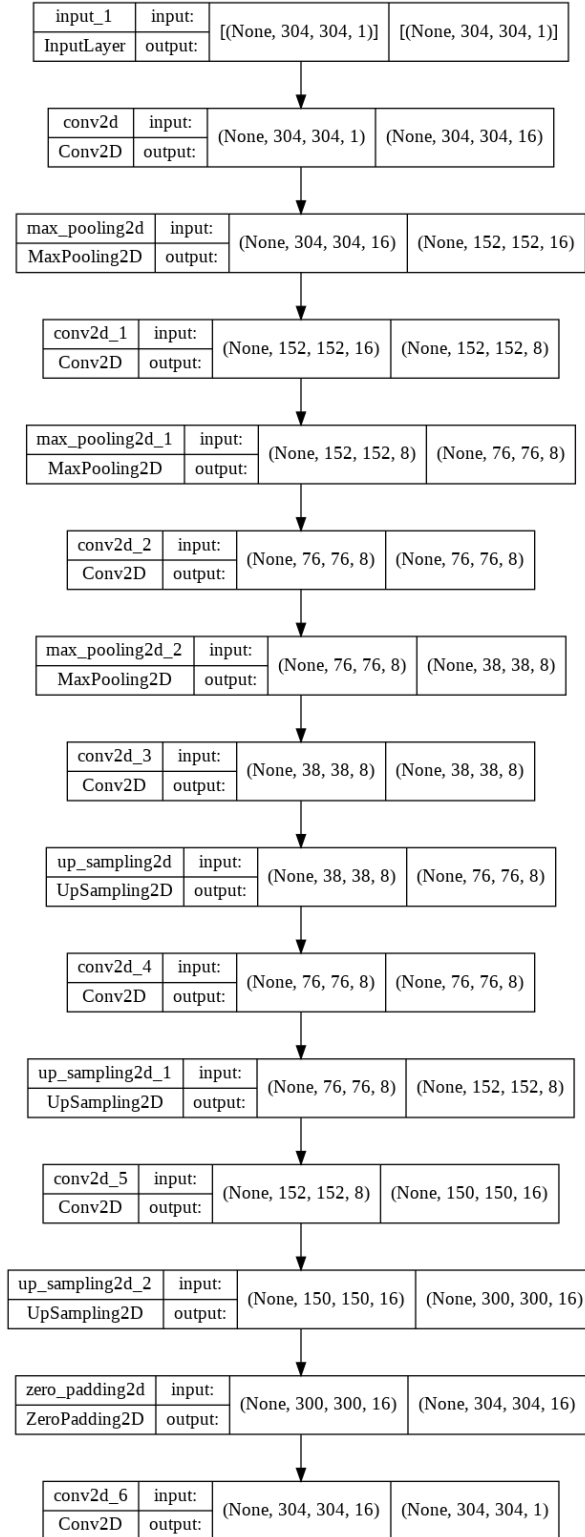 input_1 input: [(None, 304, 304, 1)] [(None, 304, 304, 1)]
InputLayer output:
conv2d input: (None, 304, 304, 1) (None, 304, 304, 16)
Conv2D output:
max_pooling2d input: (None, 304, 304, 16) (None, 152, 152, 16)
MaxPooling2D output:
conv2d_1 input: (None, 152, 152, 16) (None, 152, 152, 8)
Conv2D output:
max_pooling2d_1 input: (None, 152, 152, 8) (None, 76, 76, 8)
MaxPooling2D output:
conv2d_2 input: (None, 76, 76, 8) (None, 76, 76, 8)
Conv2D output:
max_pooling2d_2 input: (None, 76, 76, 8) (None, 38, 38, 8)
MaxPooling2D output:
conv2d_3 input: (None, 38, 38, 8) (None, 38, 38, 8)
Conv2D output:
up_sampling2d input: (None, 38, 38, 8) (None, 76, 76, 8)
UpSampling2D output:
conv2d_4 input: (None, 76, 76, 8) (None, 76, 76, 8)
Conv2D output:
up_sampling2d_1 input: (None, 76, 76, 8) (None, 152, 152, 8)
UpSampling2D output:
conv2d_5 input: (None, 152, 152, 8) (None, 150, 150, 16)
Conv2D output:
up_sampling2d_2 input: (None, 150, 150, 16) (None, 300, 300, 16)
UpSampling2D output:
zero_padding2d input: (None, 300, 300, 16) (None, 304, 304, 16)
ZeroPadding2D output:
conv2d_6 input: (None, 304, 304, 16) (None, 304, 304, 1)
Conv2D output: